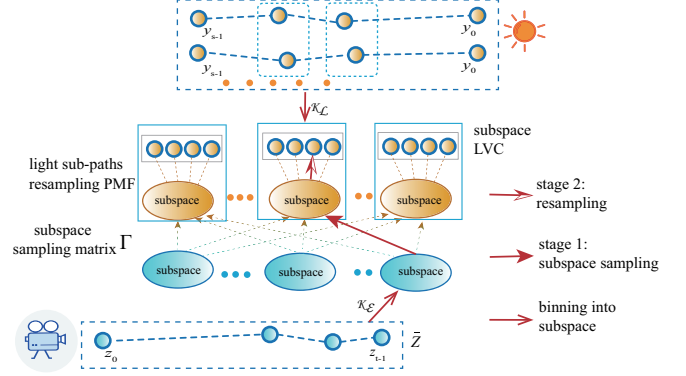 y_{s-1}
y_0
y_{s-1}
y_0
𝒦_ℒ
light sub-paths
resampling PMF
subspace
LVC
subspace
subspace
subspace
stage 2:
resampling
subspace
sampling matrix Γ
subspace
subspace
subspace
stage 1:
subspace sampling
𝒦_ℰ
binning into
subspace
z_0
z_{t-1}
Z̄